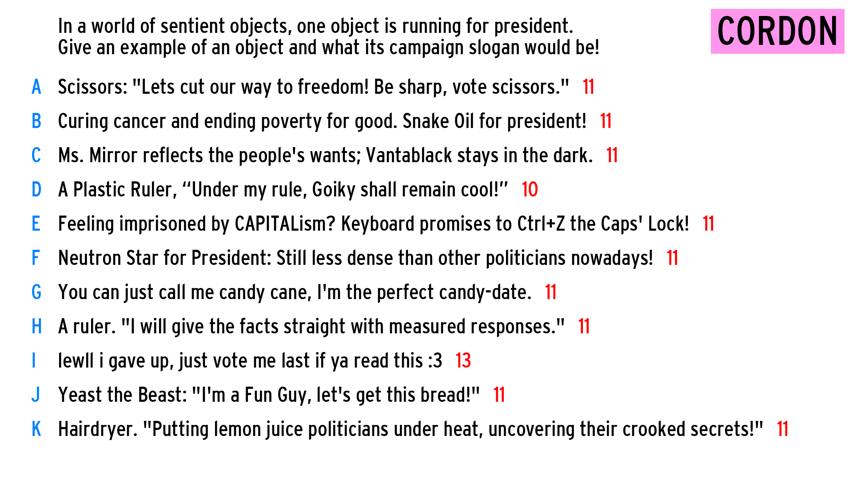 In a world of sentient objects, one object is running for president.
Give an example of an object and what its campaign slogan would be!
CORDON
A Scissors: "Lets cut our way to freedom! Be sharp, vote scissors." 11
B Curing cancer and ending poverty for good. Snake Oil for president! 11
C Ms. Mirror reflects the people's wants; Vantablack stays in the dark. 11
D A Plastic Ruler, “Under my rule, Goiky shall remain cool!” 10
E Feeling imprisoned by CAPITALism? Keyboard promises to Ctrl+Z the Caps' Lock! 11
F Neutron Star for President: Still less dense than other politicians nowadays! 11
G You can just call me candy cane, I'm the perfect candy-date. 11
H A ruler. "I will give the facts straight with measured responses." 11
I lewll i gave up, just vote me last if ya read this :3 13
J Yeast the Beast: "I'm a Fun Guy, let's get this bread!" 11
K Hairdryer. "Putting lemon juice politicians under heat, uncovering their crooked secrets!" 11